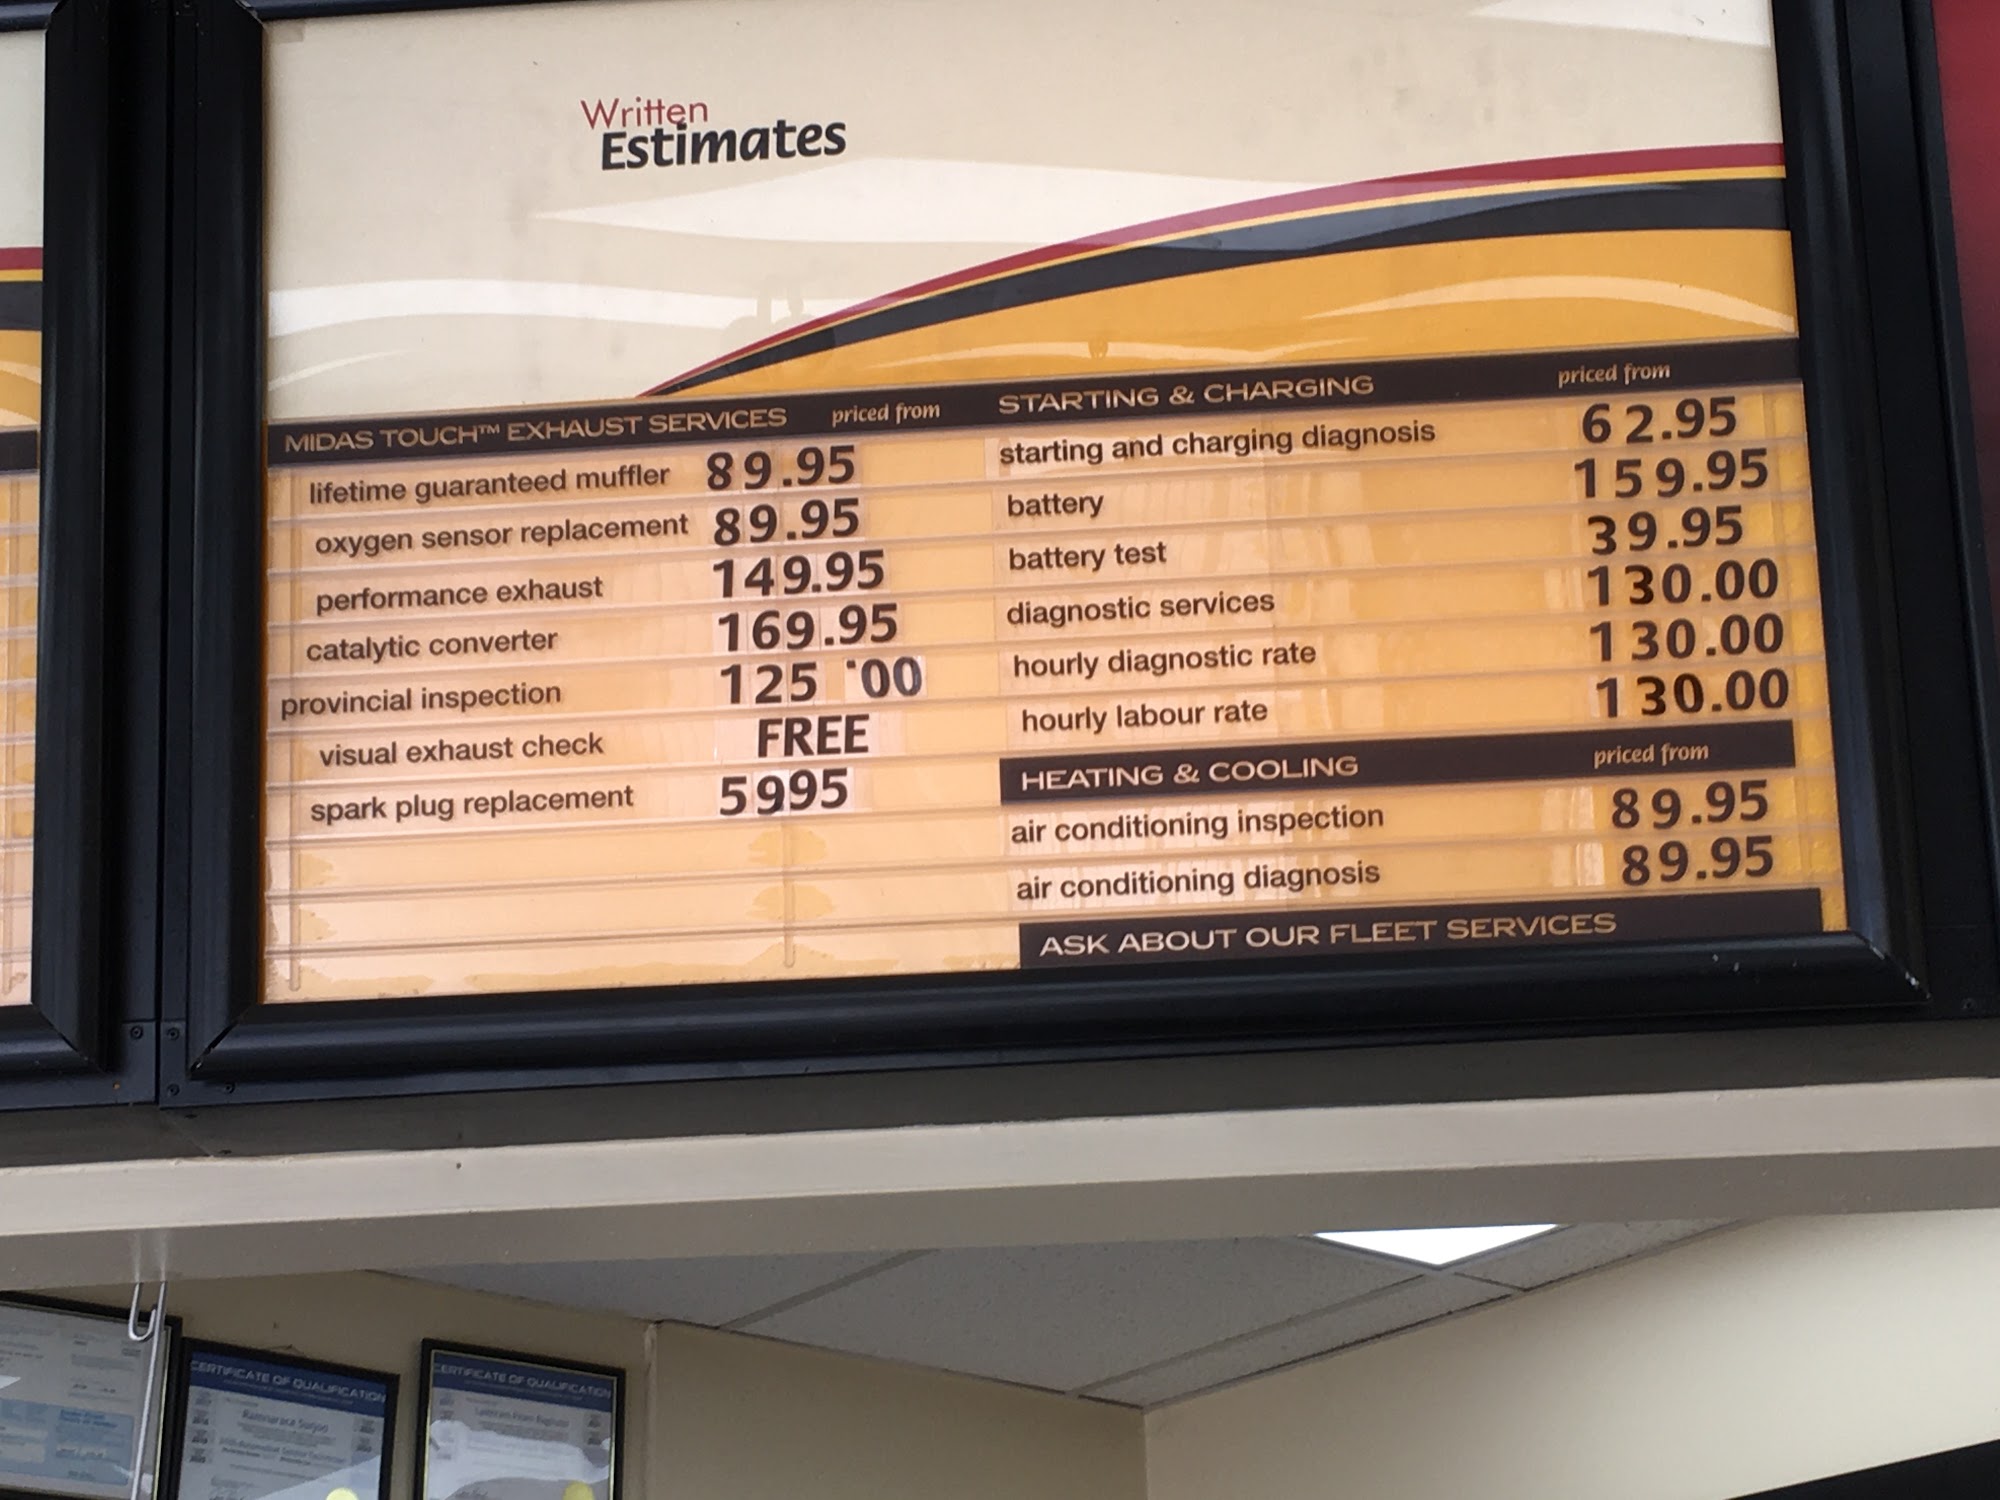 Written
Estimates
MIDAS TOUCH™ EXHAUST SERVICES priced from
lifetime guaranteed muffler 89.95
oxygen sensor replacement 89.95
performance exhaust 149.95
catalytic converter 169.95
provincial inspection 125 .00
visual exhaust check FREE
spark plug replacement 5995
STARTING & CHARGING priced from
starting and charging diagnosis 62.95
battery 159.95
battery test 39.95
diagnostic services 130.00
hourly diagnostic rate 130.00
hourly labour rate 130.00
HEATING & COOLING priced from
air conditioning inspection 89.95
air conditioning diagnosis 89.95
ASK ABOUT OUR FLEET SERVICES
CERTIFICATE OF QUALIFICATION
CERTIFICATE OF QUALIFICATION